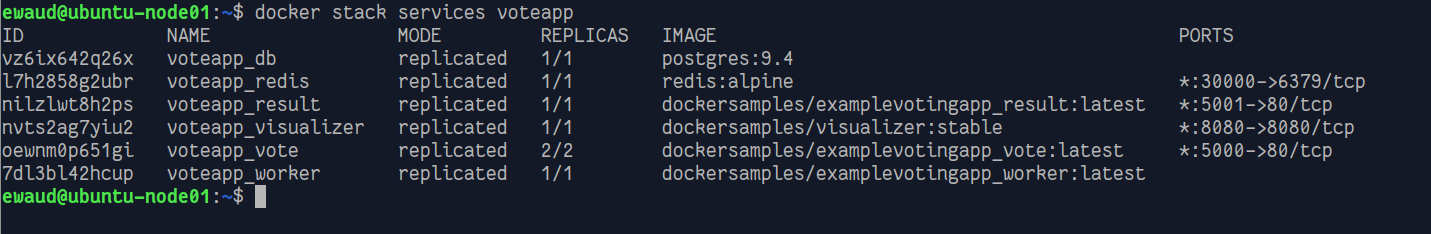 ewaud@ubuntu-node01:~$ docker stack services voteapp
ID NAME MODE REPLICAS IMAGE PORTS
vz6ix642q26x voteapp_db replicated 1/1 postgres:9.4
l7h2858g2ubr voteapp_redis replicated 1/1 redis:alpine *:30000->6379/tcp
nilzlwt8h2ps voteapp_result replicated 1/1 dockersamples/examplevotingapp_result:latest *:5001->80/tcp
nvts2ag7yiu2 voteapp_visualizer replicated 1/1 dockersamples/visualizer:stable *:8080->8080/tcp
oewnm0p651gi voteapp_vote replicated 2/2 dockersamples/examplevotingapp_vote:latest *:5000->80/tcp
7dl3bl42hcup voteapp_worker replicated 1/1 dockersamples/examplevotingapp_worker:latest
ewaud@ubuntu-node01:~$